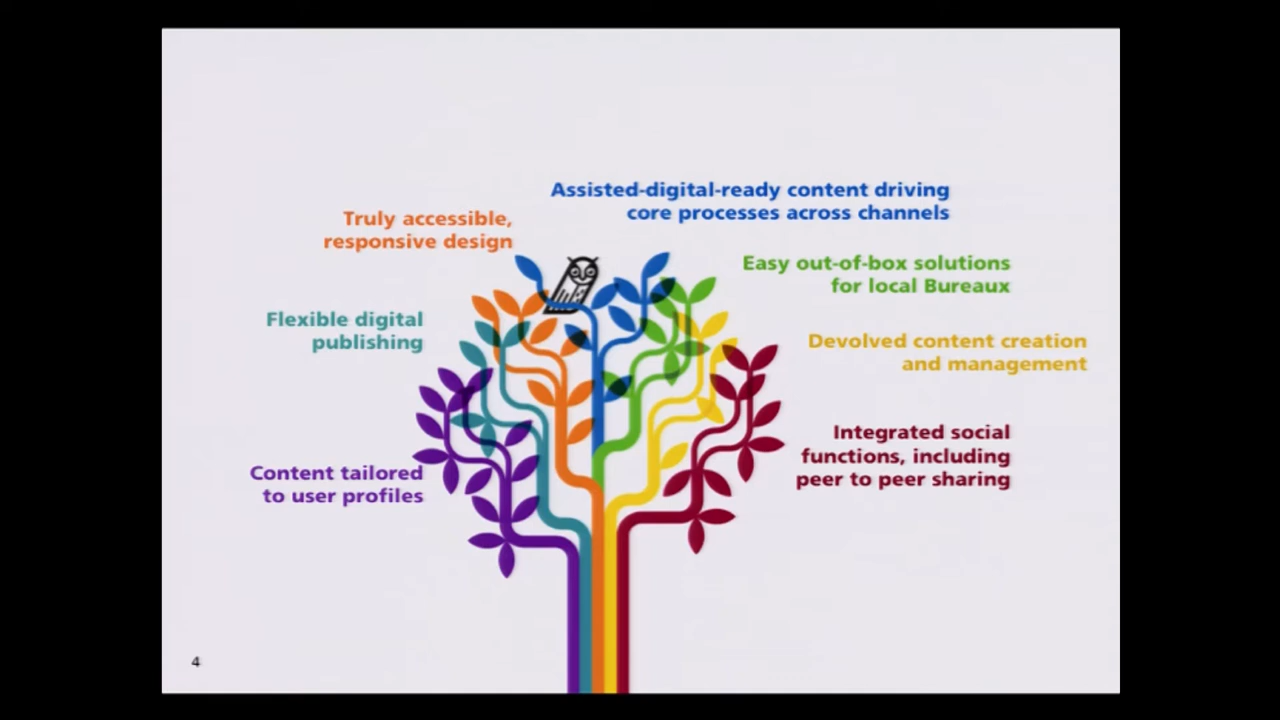 Assisted-digital-ready content driving
core processes across channels
Truly accessible,
responsive design
Easy out-of-box solutions
for local Bureaux
Flexible digital
publishing
Devolved content creation
and management
Integrated social
functions, including
peer to peer sharing
Content tailored
to user profiles
4